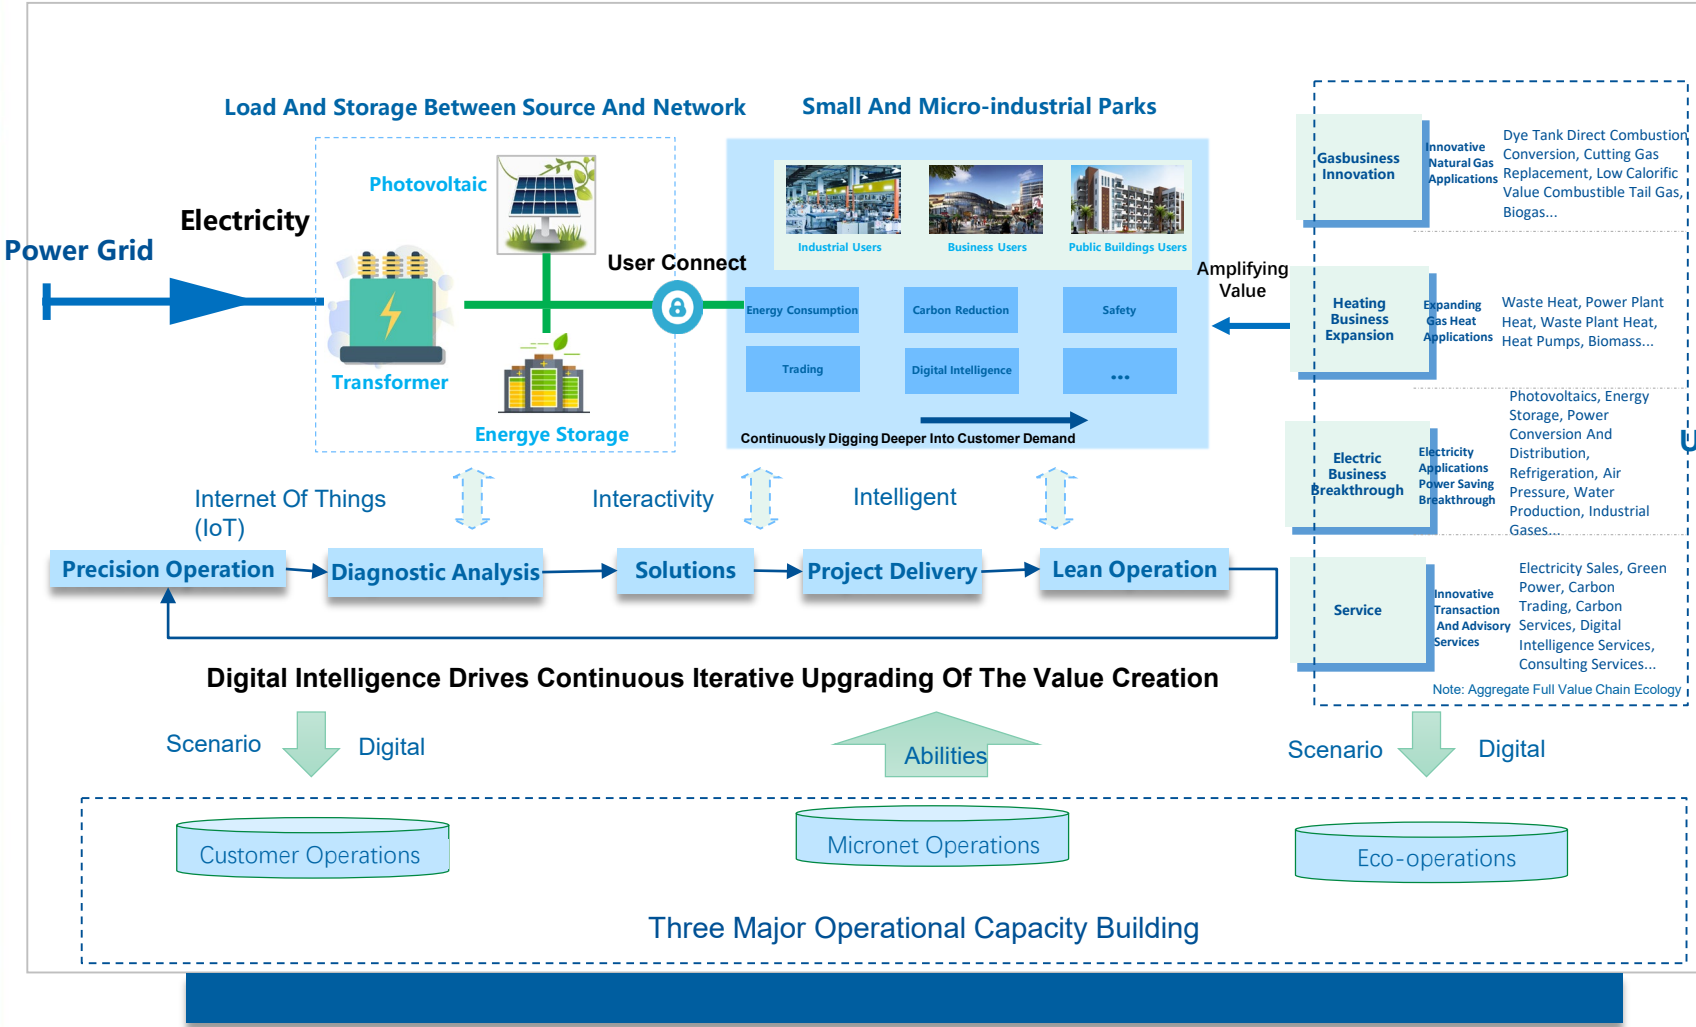 Load And Storage Between Source And Network
Small And Micro-industrial Parks
Power Grid
Electricity
Photovoltaic
Transformer
Energye Storage
User Connect
Industrial Users
Business Users
Public Buildings Users
Energy Consumption
Carbon Reduction
Safety
Trading
Digital Intelligence
...
Continuously Digging Deeper Into Customer Demand
Amplifying
Value
Gasbusiness
Innovation
Innovative
Natural Gas
Applications
Dye Tank Direct Combustion
Conversion, Cutting Gas
Replacement, Low Calorific
Value Combustible Tail Gas,
Biogas...
Heating
Business
Expansion
Expanding
Gas Heat
Applications
Waste Heat, Power Plant
Heat, Waste Plant Heat,
Heat Pumps, Biomass...
Electric
Business
Breakthrough
Electricity
Applications
Power Saving
Breakthrough
Photovoltaics, Energy
Storage, Power
Conversion And
Distribution,
Refrigeration, Air
Pressure, Water
Production, Industrial
Gases...
Service
Innovative
Transaction
And Advisory
Services
Electricity Sales, Green
Power, Carbon
Trading, Carbon
Services, Digital
Intelligence Services,
Consulting Services...
Note: Aggregate Full Value Chain Ecology
Internet Of Things
(IoT)
Interactivity
Intelligent
Precision Operation
Diagnostic Analysis
Solutions
Project Delivery
Lean Operation
Digital Intelligence Drives Continuous Iterative Upgrading Of The Value Creation
Scenario
Digital
Abilities
Scenario
Digital
Customer Operations
Micronet Operations
Eco-operations
Three Major Operational Capacity Building